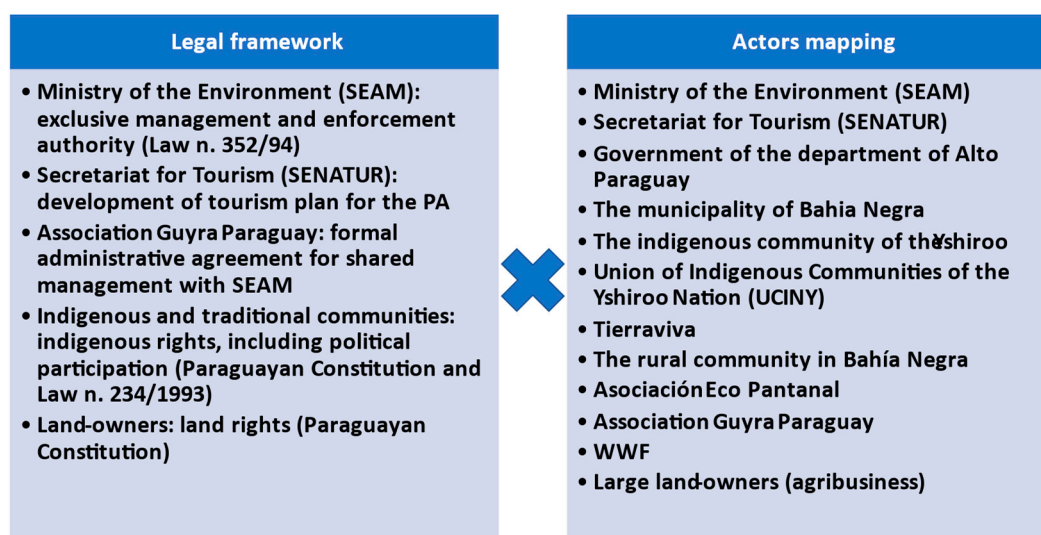 Legal framework
• Ministry of the Environment (SEAM):
exclusive management and enforcement
authority (Law n. 352/94)
• Secretariat for Tourism (SENATUR):
development of tourism plan for the PA
• Association Guyra Paraguay: formal
administrative agreement for shared
management with SEAM
• Indigenous and traditional communities:
indigenous rights, including political
participation (Paraguayan Constitution and
Law n. 234/1993)
• Land-owners: land rights (Paraguayan
Constitution)
Actors mapping
• Ministry of the Environment (SEAM)
• Secretariat for Tourism (SENATUR)
• Government of the department of Alto
Paraguay
• The municipality of Bahia Negra
• The indigenous community of the Yshiroo
• Union of Indigenous Communities of the
Yshiroo Nation (UCINY)
• Tierraviva
• The rural community in Bahía Negra
• Asociación Eco Pantanal
• Association Guyra Paraguay
• WWF
• Large land-owners (agribusiness)